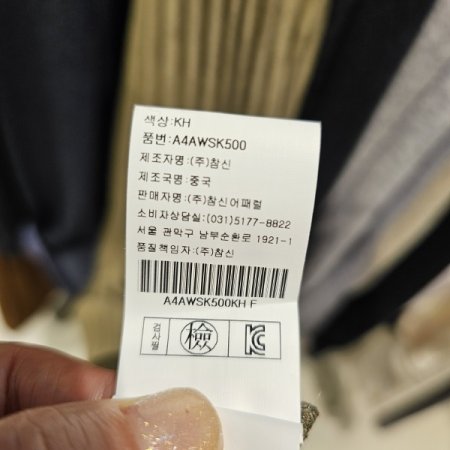 색상:KH
품번:A4AWSK500
제조자명:(주)참신
제조국명:중국
판매자명:(주)참신어패럴
소비자상담실:(031)5177-8822
서울 관악구 남부순환로 1921-1
품질책임자:(주)참신
A4AWSK500KH F
검사필
檢
KC